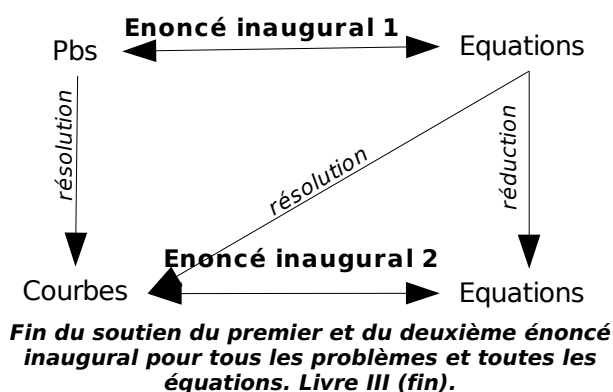 Enoncé inaugural 1
Pbs
Equations
résolution
résolution
réduction
Enoncé inaugural 2
Courbes
Equations
Fin du soutien du premier et du deuxième énoncé
inaugural pour tous les problèmes et toutes les
équations. Livre III (fin).